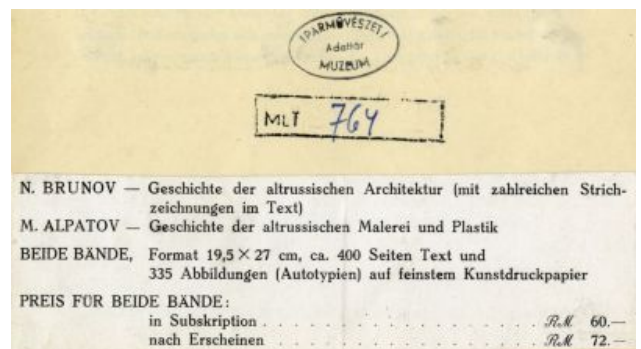 IPARMŰVÉSZETI
Adattár
MUZEUM
MLT 764
N. BRUNOV — Geschichte der altrussischen Architektur (mit zahlreichen Strich-
zeichnungen im Text)
M. ALPATOV — Geschichte der altrussischen Malerei und Plastik
BEIDE BÄNDE, Format 19,5 × 27 cm, ca. 400 Seiten Text und
335 Abbildungen (Autotypien) auf feinstem Kunstdruckpapier
PREIS FÜR BEIDE BÄNDE:
in Subskription . . . . . . . . . . . . . . . . . RM. 60.—
nach Erscheinen . . . . . . . . . . . . . . . . . RM. 72.—